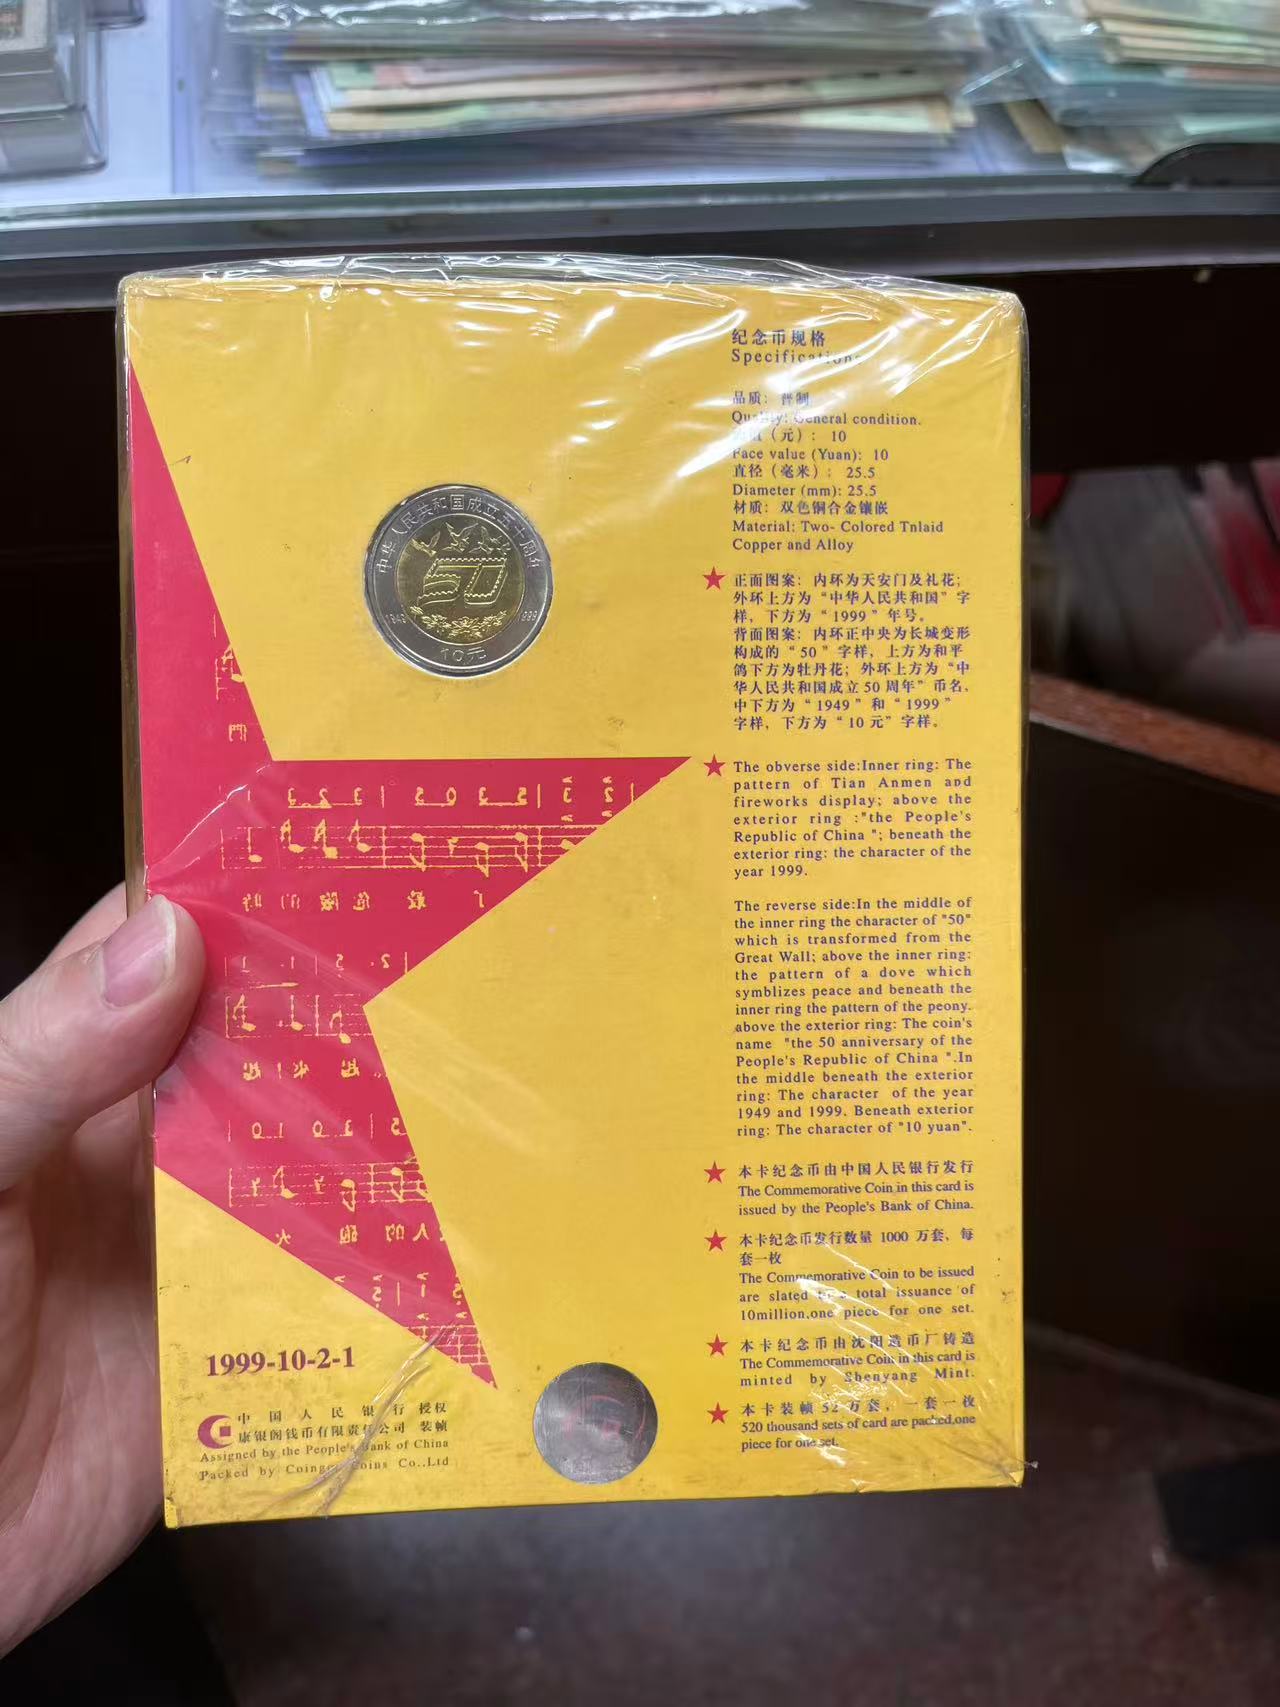 纪念币规格
Specifications
品质：普制
Quality: General condition.
面值（元）：10
Face value (Yuan): 10
直径（毫米）：25.5
Diameter (mm): 25.5
材质：双色铜合金镶嵌
Material: Two- Colored Tnlaid
Copper and Alloy
正面图案：内环为天安门及礼花；
外环上方为“中华人民共和国”字
样，下方为“1999”年号。
背面图案：内环正中央为长城变形
构成的“50”字样，上方为和平
鸽下方为牡丹花；外环上方为“中
华人民共和国成立50周年”币名，
中下方为“1949”和“1999”
字样，下方为“10元”字样。
The obverse side:Inner ring: The
pattern of Tian Anmen and
fireworks display; above the
exterior ring :"the People's
Republic of China "; beneath the
exterior ring: the character of the
year 1999.
The reverse side:In the middle of
the inner ring the character of "50"
which is transformed from the
Great Wall; above the inner ring:
the pattern of a dove which
symblizes peace and beneath the
inner ring the pattern of the peony.
above the exterior ring: The coin's
name "the 50 anniversary of the
People's Republic of China ".In
the middle beneath the exterior
ring: The character of the year
1949 and 1999. Beneath exterior
ring: The character of "10 yuan".
本卡纪念币由中国人民银行发行
The Commemorative Coin in this card is
issued by the People's Bank of China.
本卡纪念币发行数量 1000 万套，每
套一枚
The Commemorative Coin to be issued
are slated to a total issuance of
10million,one piece for one set.
本卡纪念币由沈阳造币厂铸造
The Commemorative Coin in this card is
minted by Shenyang Mint.
本卡装帧 52 万套，一套一枚
520 thousand sets of card are packed,one
piece for one set.
中华人民共和国成立五十周年
50
1949 1999
10元
1999-10-2-1
中国人民银行 授权
康银阁钱币有限责任公司 装帧
Assigned by the People's Bank of China
Packed by Coinge Coins Co.,Ltd